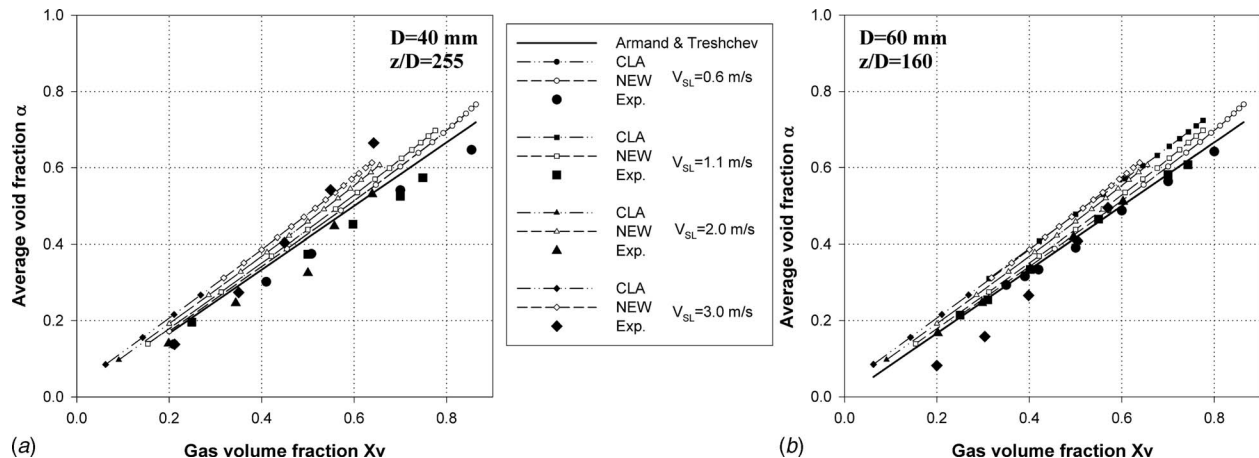 1.0
0.8
0.6
0.4
0.2
0.0
Average void fraction α
D=40 mm
z/D=255
0.0 0.2 0.4 0.6 0.8
(a) Gas volume fraction Xv
Armand & Treshchev
CLA
NEW V_SL=0.6 m/s
Exp.
CLA
NEW V_SL=1.1 m/s
Exp.
CLA
NEW V_SL=2.0 m/s
Exp.
CLA
NEW V_SL=3.0 m/s
Exp.
1.0
0.8
0.6
0.4
0.2
0.0
Average void fraction α
D=60 mm
z/D=160
0.0 0.2 0.4 0.6 0.8
(b) Gas volume fraction Xv